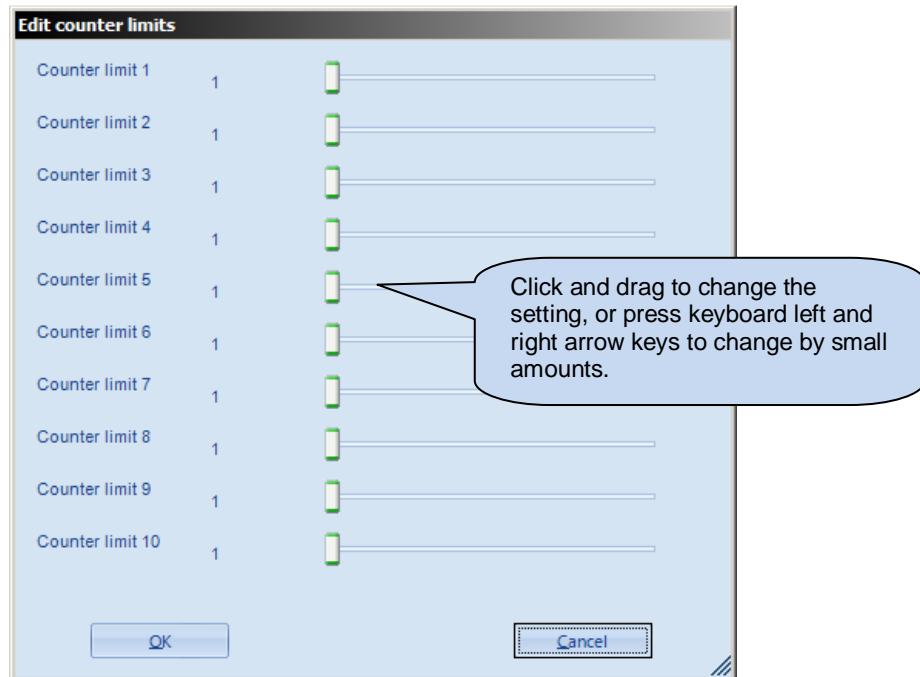 Edit counter limits
Counter limit 1
1
Counter limit 2
1
Counter limit 3
1
Counter limit 4
1
Counter limit 5
1
Click and drag to change the
setting, or press keyboard left and
right arrow keys to change by small
amounts.
Counter limit 6
1
Counter limit 7
1
Counter limit 8
1
Counter limit 9
1
Counter limit 10
1
OK
Cancel